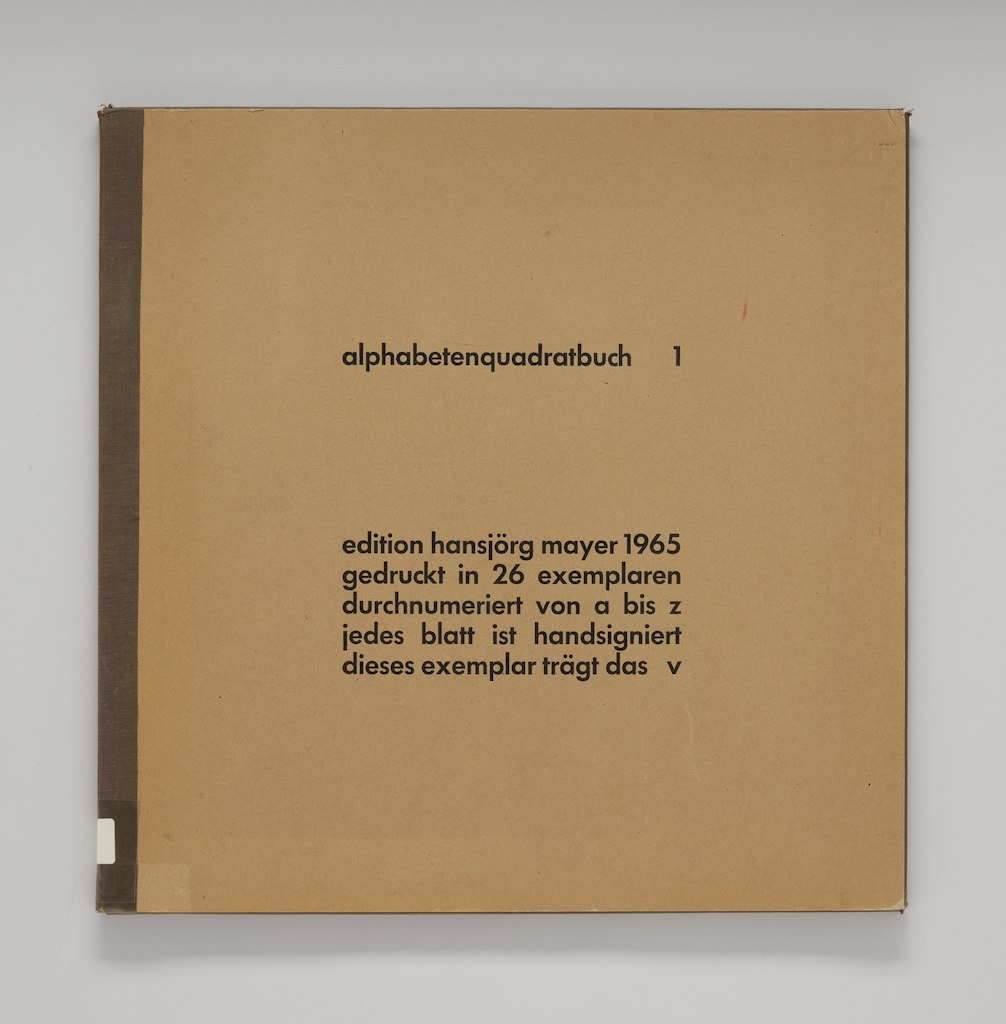 alphabetenquadratbuch 1
edition hansjörg mayer 1965
gedruckt in 26 exemplaren
durchnumeriert von a bis z
jedes blatt ist handsigniert
dieses exemplar trägt das v